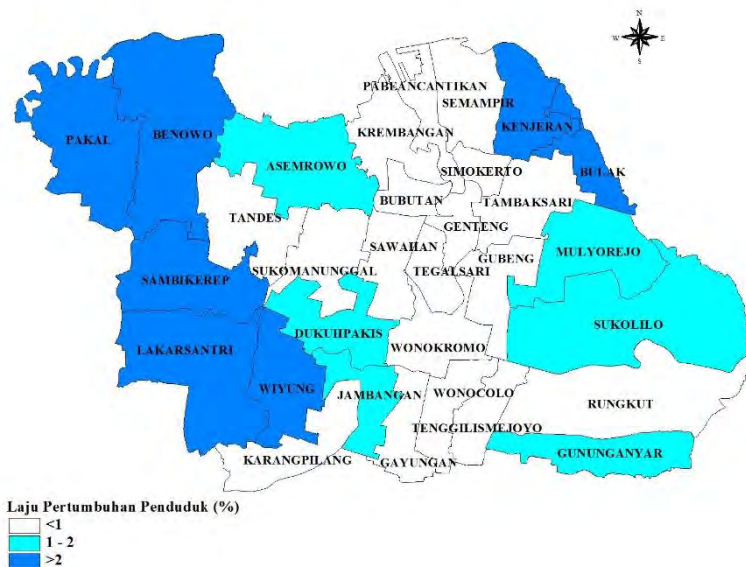 N
W E
S
PABEANCANTIKAN
SEMAMPIR
KREMBANGAN
KENJERAN
PAKAL
BENOWO
ASEMROWO
SIMOKERTO
BULAK
BUBUTAN
TAMBAKSARI
TANDES
GENTENG
SAWAHAN
MULYOREJO
GUBENG
SUKOMANUNGGAL
TEGALSARI
SAMBIKEREP
SUKOLILO
DUKUHPAKIS
LAKARSANTRI
WONOKROMO
WIYUNG
JAMBANGAN
WONOCOLO
RUNGKUT
TENGGILISMEJOYO
GUNUNGANYAR
KARANGPILANG
GAYUNGAN
Laju Pertumbuhan Penduduk (%)
<1
1 - 2
>2